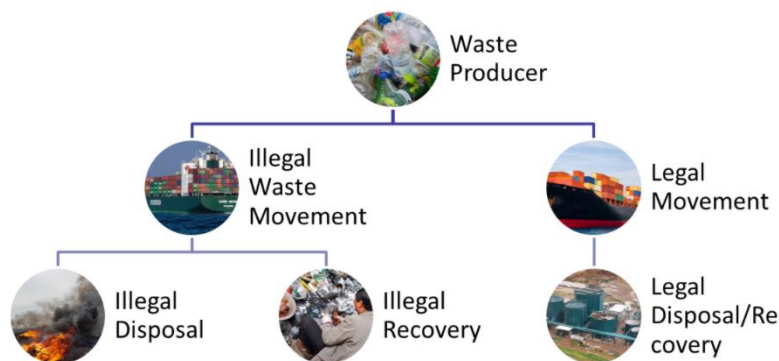 Waste
Producer
Illegal
Waste
Movement
Legal
Movement
Illegal
Disposal
Illegal
Recovery
Legal
Disposal/Re
covery